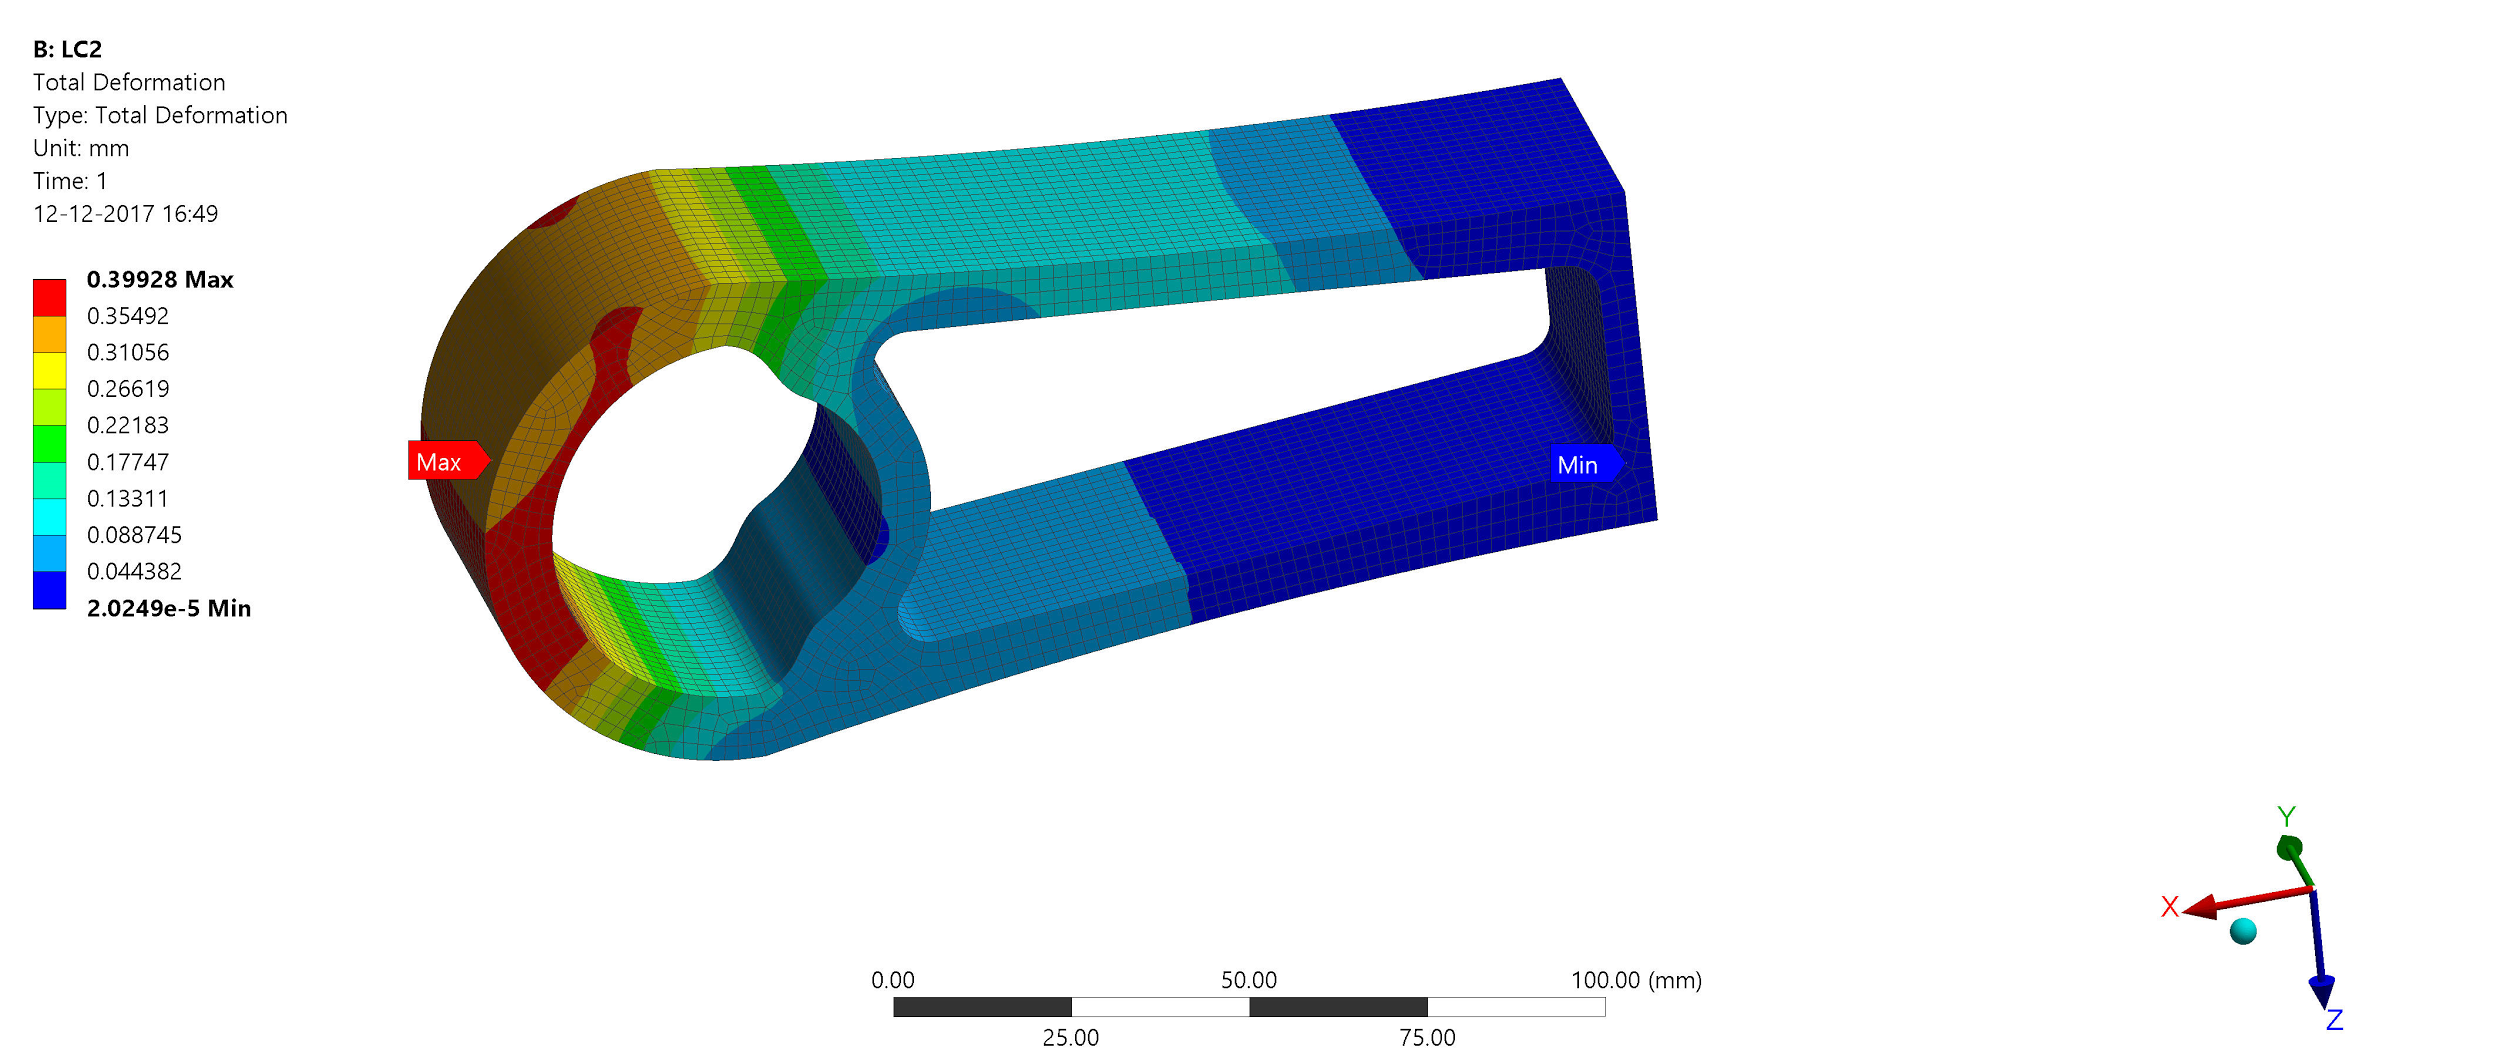 B: LC2
Total Deformation
Type: Total Deformation
Unit: mm
Time: 1
12-12-2017 16:49
0.39928 Max
0.35492
0.31056
0.26619
0.22183
0.17747
0.13311
0.088745
0.044382
2.0249e-5 Min
Max
Min
Y
X
Z
0.00 50.00 100.00 (mm)
25.00 75.00